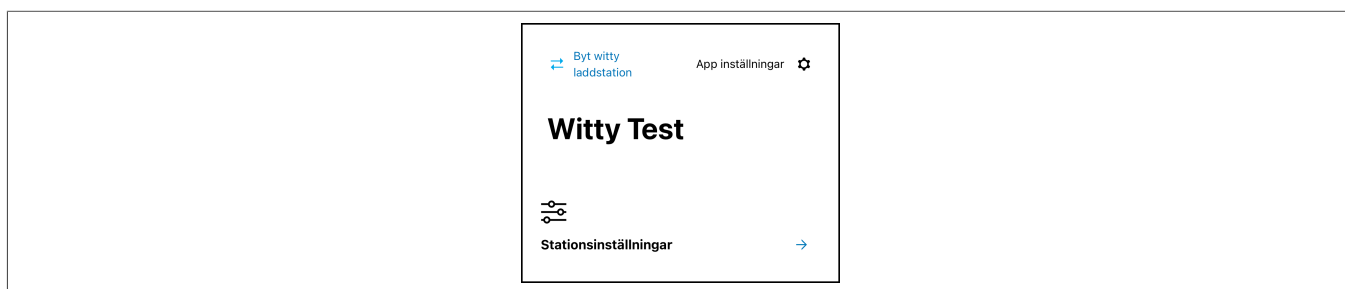 Byt witty
laddstation
App inställningar
Witty Test
Stationsinställningar